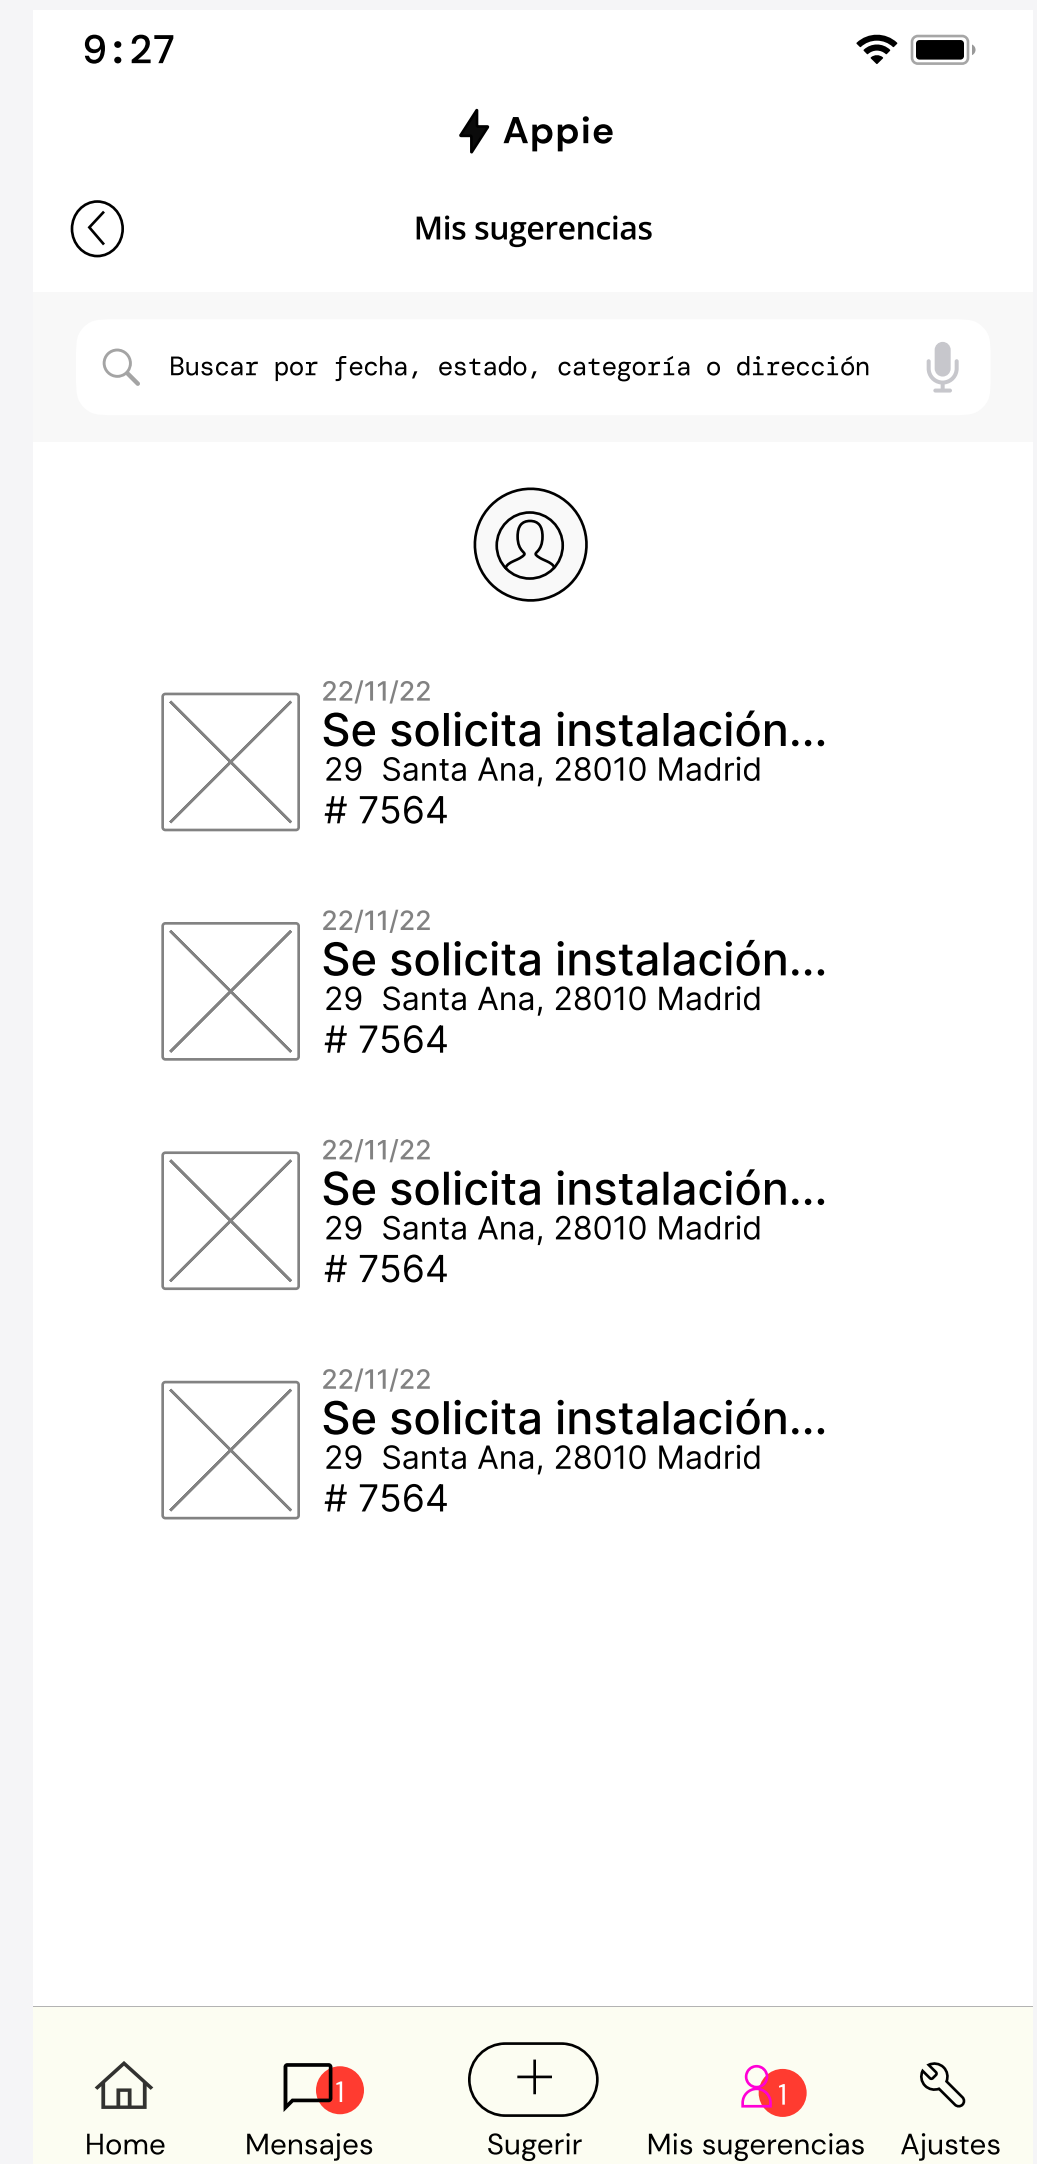 9:27
Appie
Mis sugerencias
Buscar por fecha, estado, categoría o dirección
22/11/22
Se solicita instalación...
29 Santa Ana, 28010 Madrid
# 7564
22/11/22
Se solicita instalación...
29 Santa Ana, 28010 Madrid
# 7564
22/11/22
Se solicita instalación...
29 Santa Ana, 28010 Madrid
# 7564
22/11/22
Se solicita instalación...
29 Santa Ana, 28010 Madrid
# 7564
1 1
Home Mensajes Sugerir Mis sugerencias Ajustes